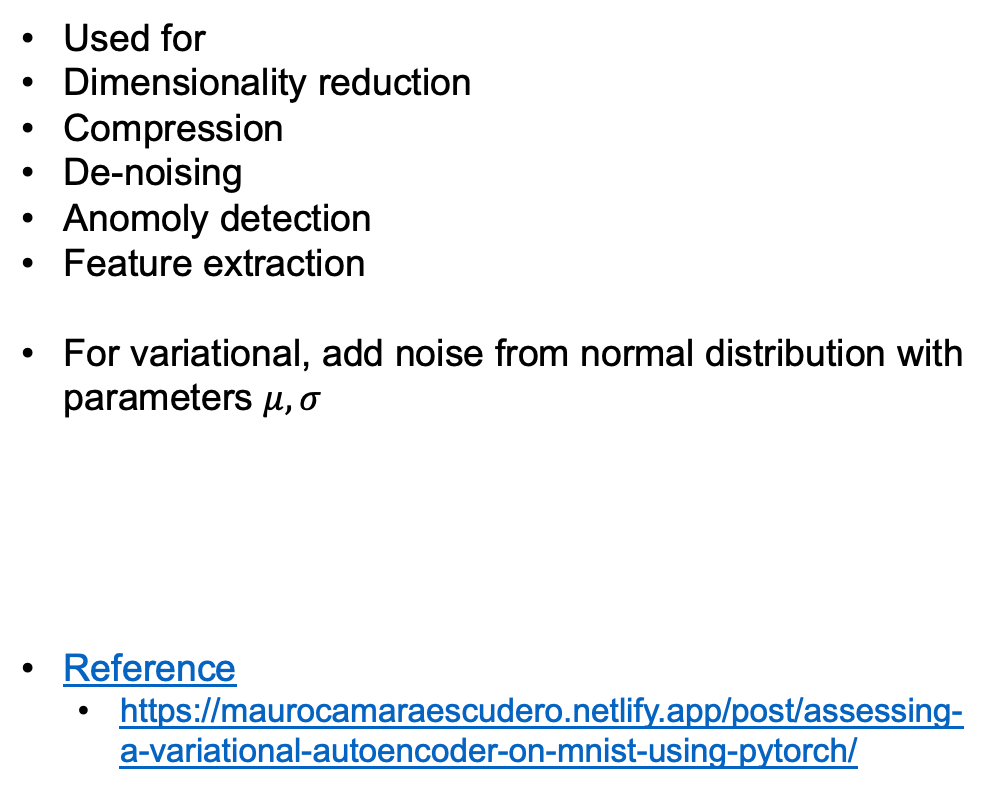 • Used for
• Dimensionality reduction
• Compression
• De-noising
• Anomoly detection
• Feature extraction
• For variational, add noise from normal distribution with
parameters μ, σ
• Reference
• https://maurocamaraescudero.netlify.app/post/assessing-
a-variational-autoencoder-on-mnist-using-pytorch/